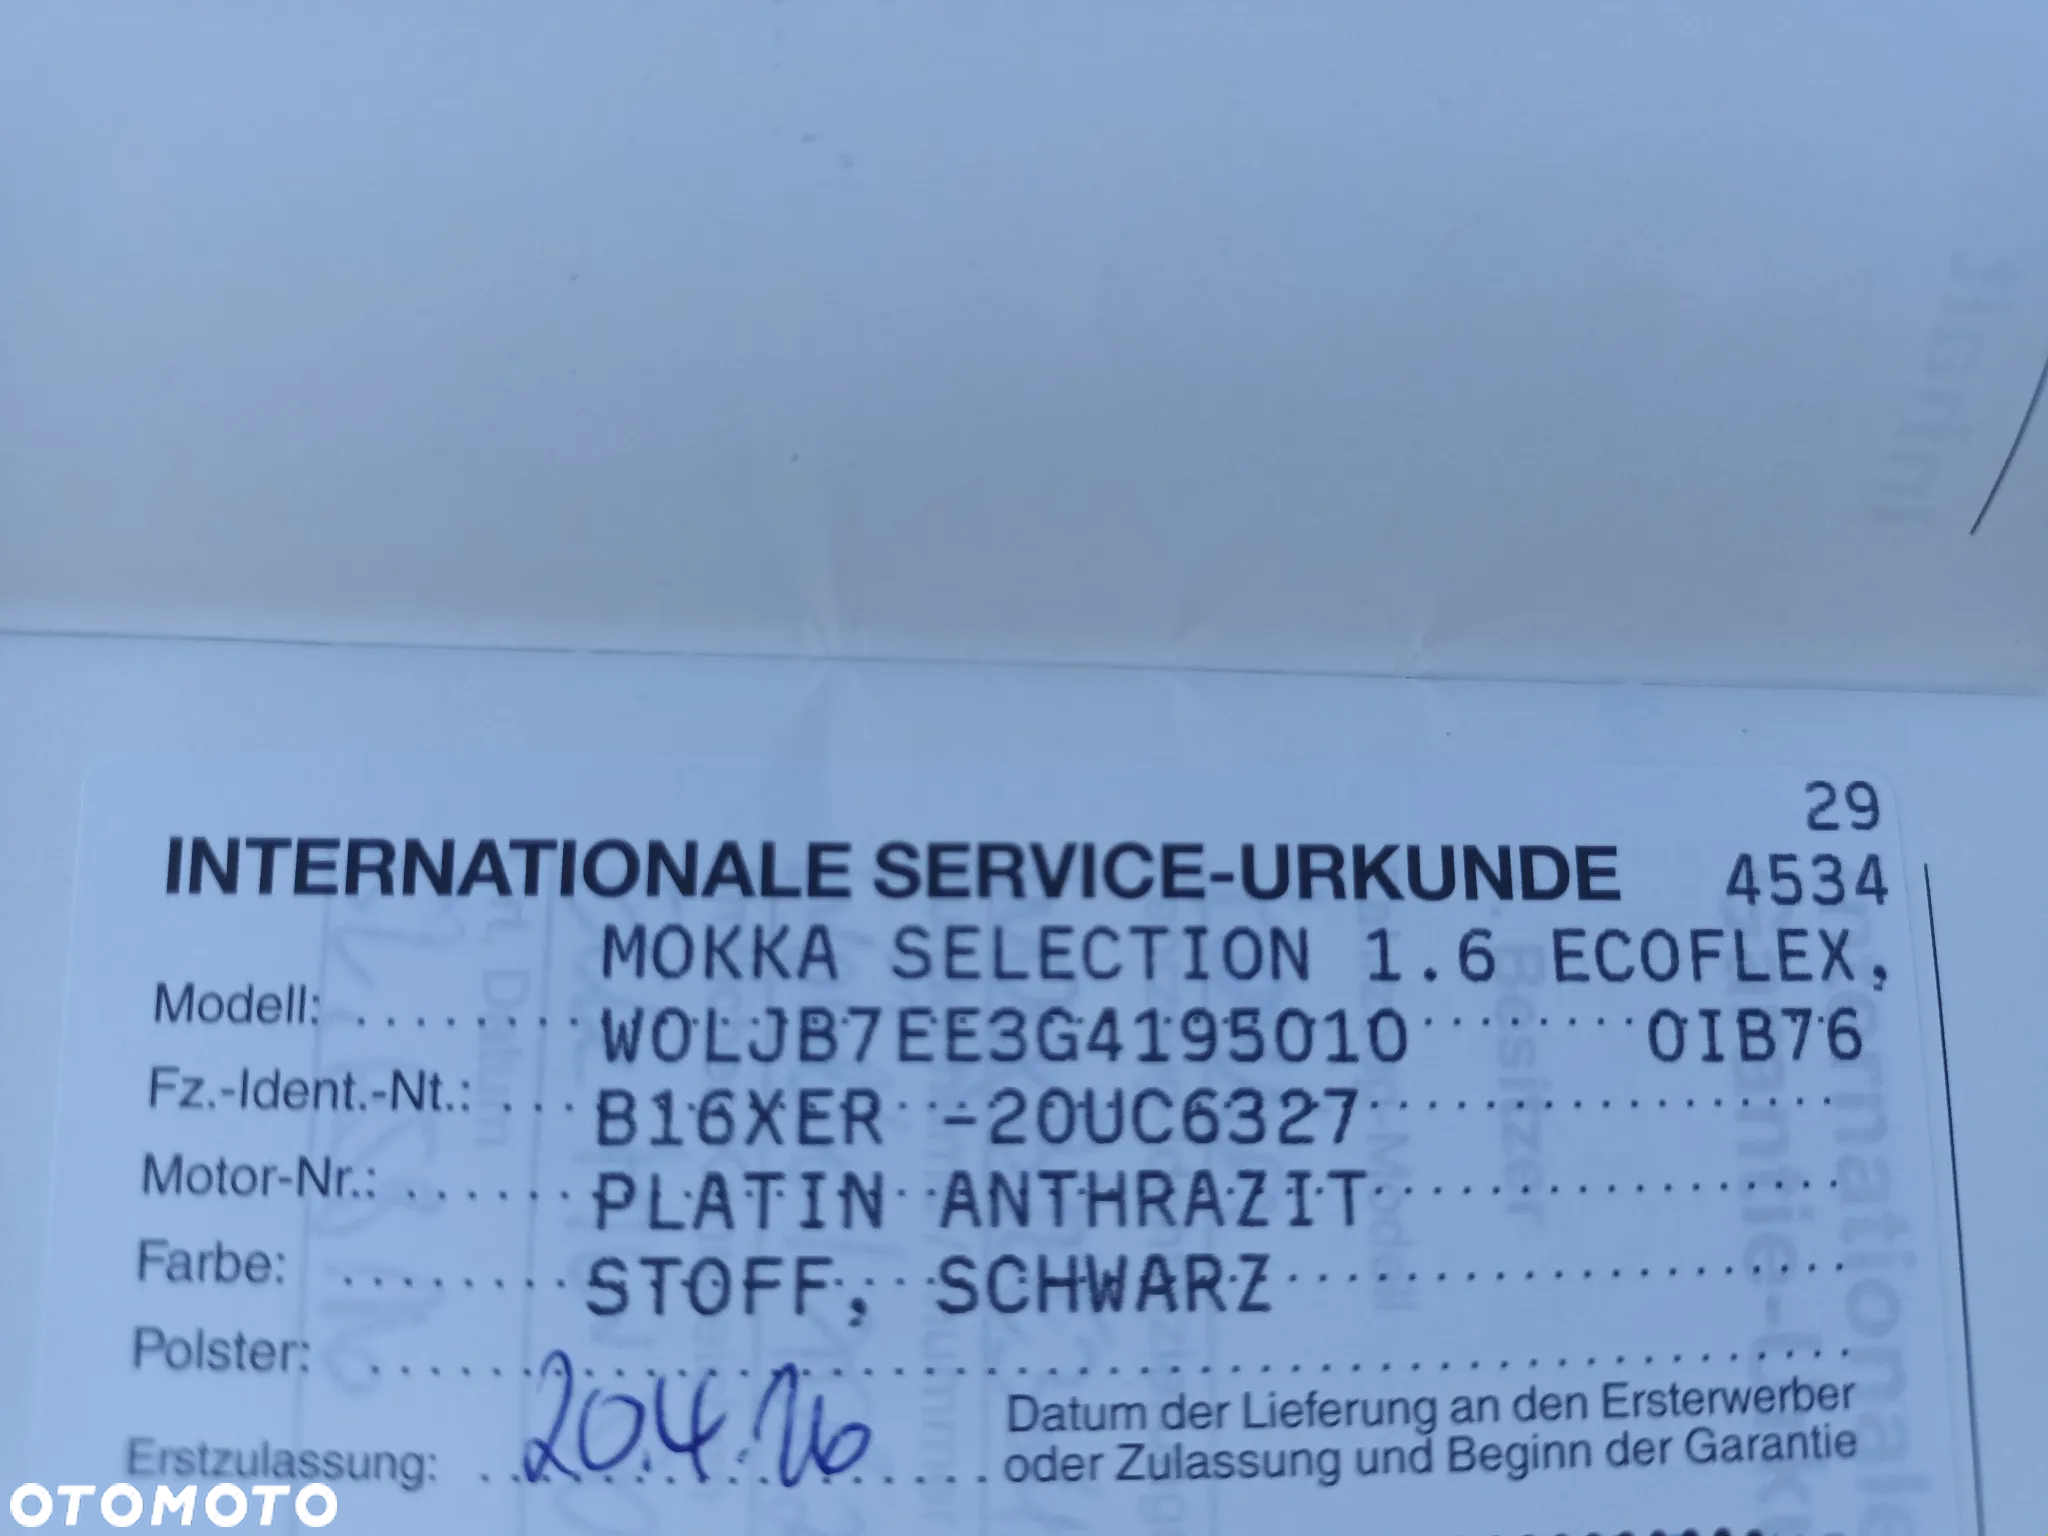 29
INTERNATIONALE SERVICE-URKUNDE 4534
MOKKA SELECTION 1.6 ECOFLEX,
Modell:
W0LJB7EE3G4195010 0IB76
Fz.-Ident.-Nt.:
B16XER -20UC6327
Motor-Nr.:
PLATIN ANTHRAZIT
Farbe:
STOFF, SCHWARZ
Polster:
Erstzulassung: 20.4.16
Datum der Lieferung an den Ersterwerber
oder Zulassung und Beginn der Garantie
OTOMOTO